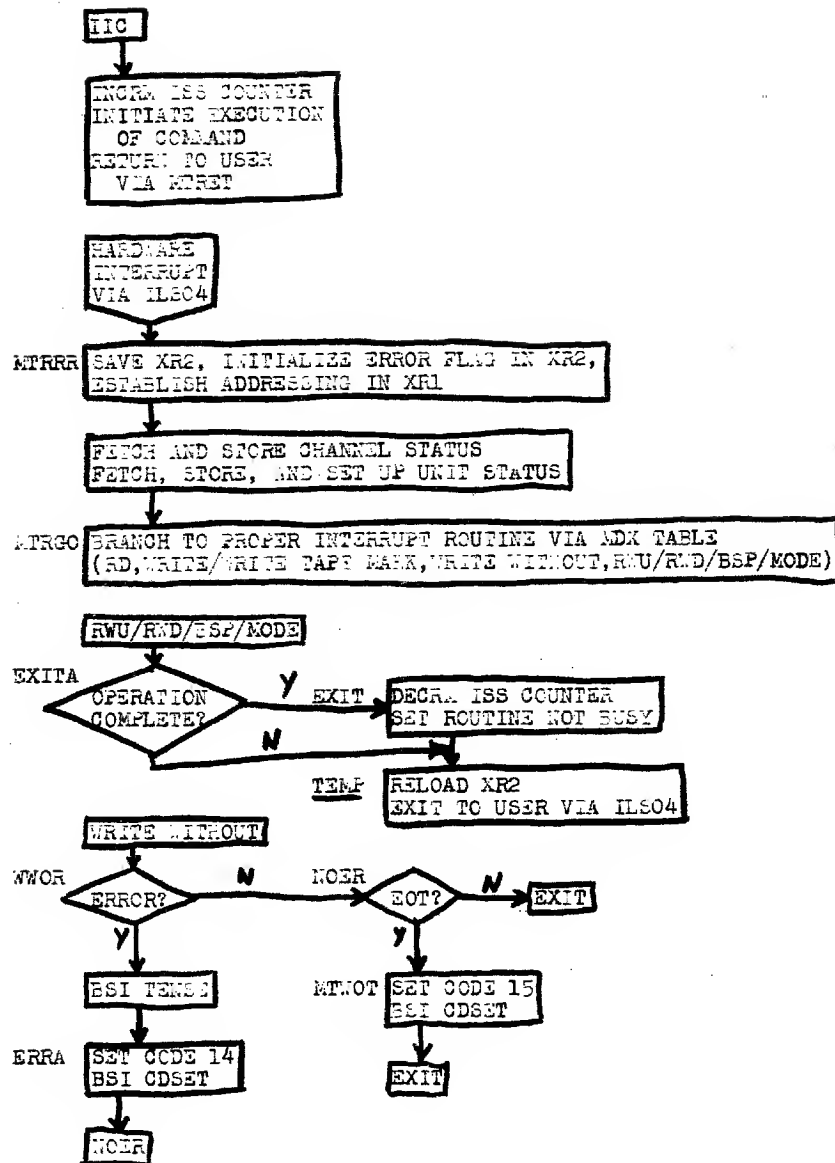 IIC
INCRM ISS COUNTER
INITIATE EXECUTION
OF COMMAND
RETURN TO USER
VIA MTRET
HARDWARE
INTERRUPT
VIA ILS04
MTRRR
SAVE XR2, INITIALIZE ERROR FLAG IN XR2,
ESTABLISH ADDRESSING IN XR1
FETCH AND STORE CHANNEL STATUS
FETCH, STORE, AND SET UP UNIT STATUS
MTRGO
BRANCH TO PROPER INTERRUPT ROUTINE VIA MDX TABLE
(RD,WRITE/WRITE TAPE MARK,WRITE WITHOUT,RWU/RWD/BSP/MODE)
RWU/RWD/BSP/MODE
EXITA
OPERATION
COMPLETE?
Y
EXIT
DECRM ISS COUNTER
SET ROUTINE NOT BUSY
N
TEMP
RELOAD XR2
EXIT TO USER VIA ILS04
WRITE WITHOUT
WWOR
ERROR?
N
NOER
EOT?
N
EXIT
Y
Y
BSI
MTWOT
SET CODE 15
BSI CDSET
ERRA
SET CODE 14
BSI CDSET
EXIT
NOER